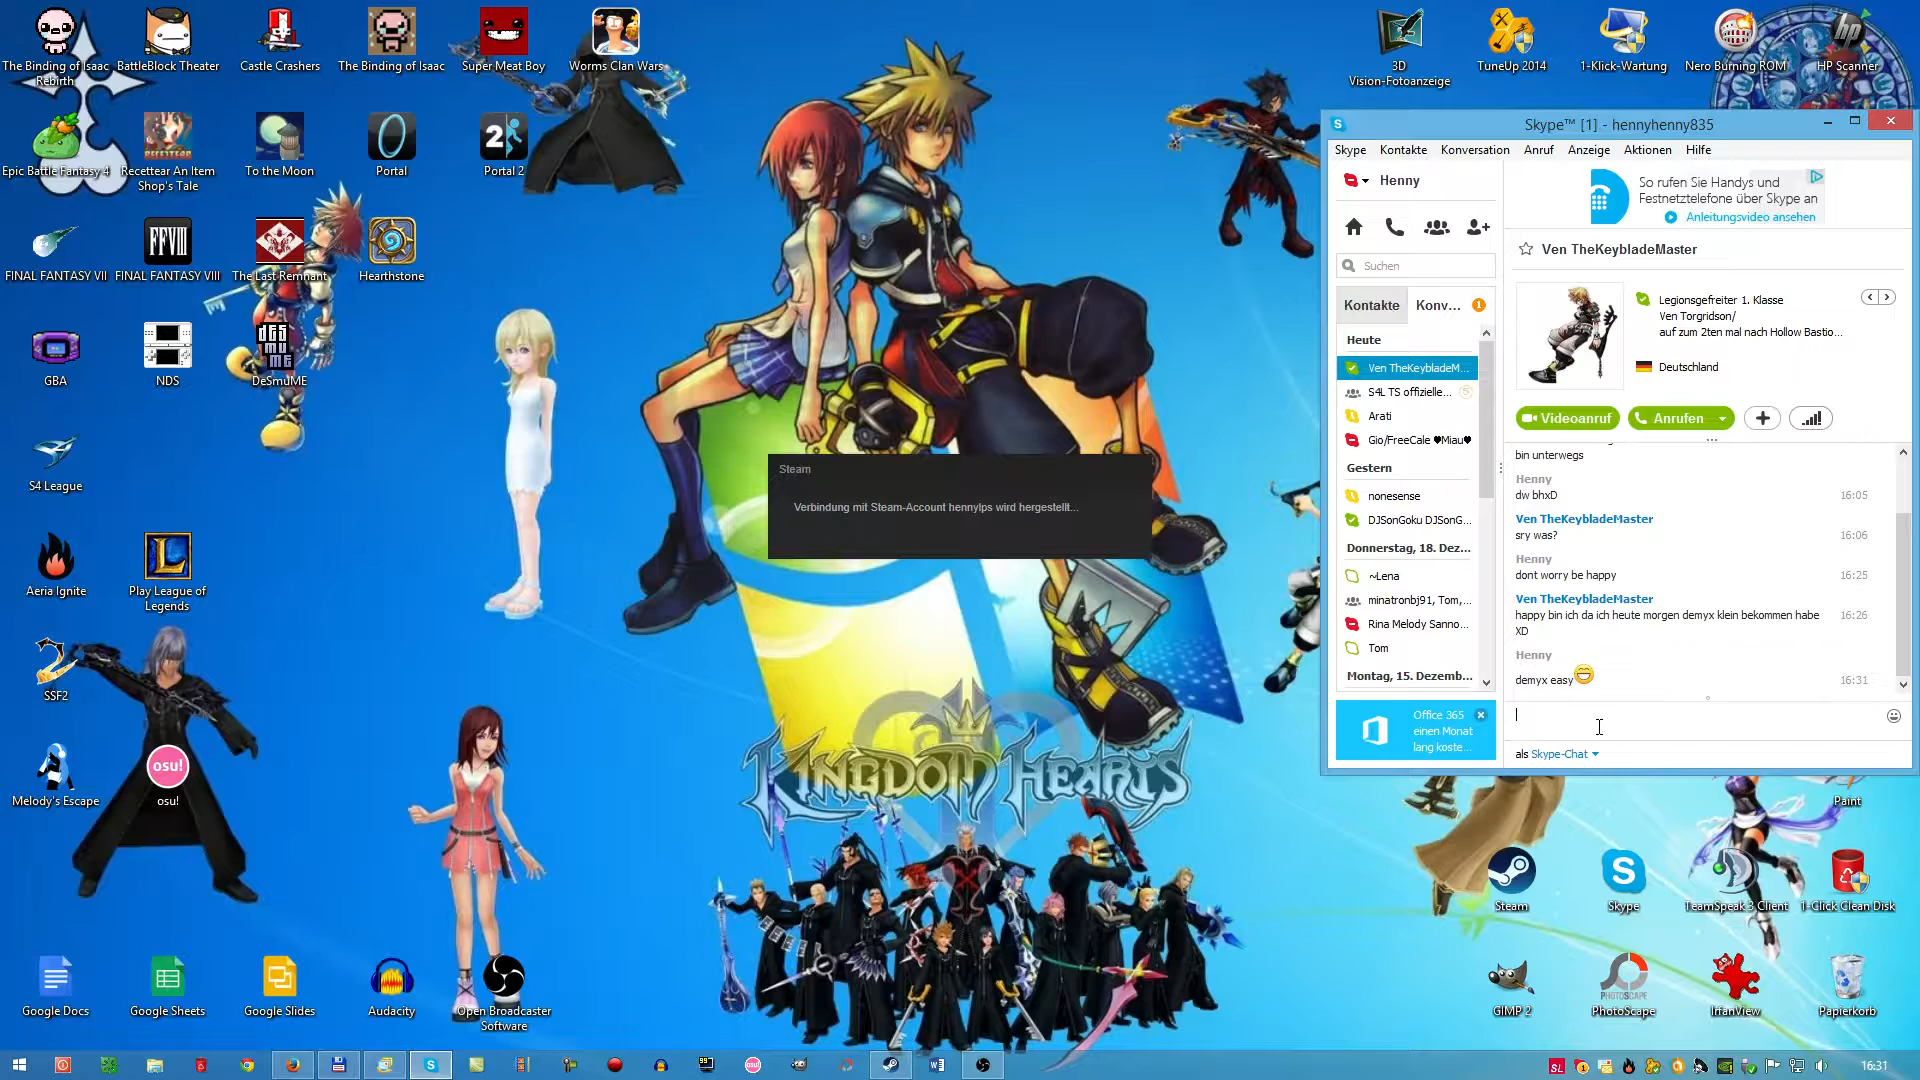 The Binding of Isaac Rebirth
BattleBlock Theater
Castle Crashers
The Binding of Isaac
Super Meat Boy
Worms Clan Wars
3D
Vision-Fotoanzeige
TuneUp 2014
1-Klick-Wartung
Nero Burning ROM
HP Scanner
Epic Battle Fantasy 4
Recettear An Item
Shop's Tale
To the Moon
Portal
Portal 2
FINAL FANTASY VII
FINAL FANTASY VIII
The Last Remnant
Hearthstone
GBA
NDS
DeSmuME
S4 League
Aeria Ignite
Play League of
Legends
SSF2
Melody's Escape
osu!
osu!
Google Docs
Google Sheets
Google Slides
Audacity
Open Broadcaster
Software
KINGDOM HEARTS
Steam
Verbindung mit Steam-Account hennylps wird hergestellt...
Skype™ [1] - hennyhenny835
Skype Kontakte Konversation Anruf Anzeige Aktionen Hilfe
Henny
Suchen
Kontakte
Konv... 1
Heute
Ven TheKeybladeM...
S4L TS offizielle...
Arati
Gio/FreeCale ♥Miau♥
Gestern
nonesense
DJSonGoku DJSonG...
Donnerstag, 18. Dez...
~Lena
minatronbj91, Tom,...
Rina Melody Sanno...
Tom
Montag, 15. Dezemb...
Office 365
einen Monat
lang koste...
So rufen Sie Handys und
Festnetztelefone über Skype an
Anleitungsvideo ansehen
Ven TheKeybladeMaster
Legionsgefreiter 1. Klasse
Ven Torgridson/
auf zum 2ten mal nach Hollow Bastio...
Deutschland
Videoanruf
Anrufen
bin unterwegs
Henny
dw bhxD 16:05
Ven TheKeybladeMaster
sry was? 16:06
Henny
dont worry be happy 16:25
Ven TheKeybladeMaster
happy bin ich da ich heute morgen demyx klein bekommen habe 16:26
XD
Henny
demyx easy 16:31
als Skype-Chat
Paint
Steam
Skype
TeamSpeak 3 Client
1-Click Clean Disk
GIMP 2
PHOTOSCAPE
PhotoScape
IrfanView
Papierkorb
16:31